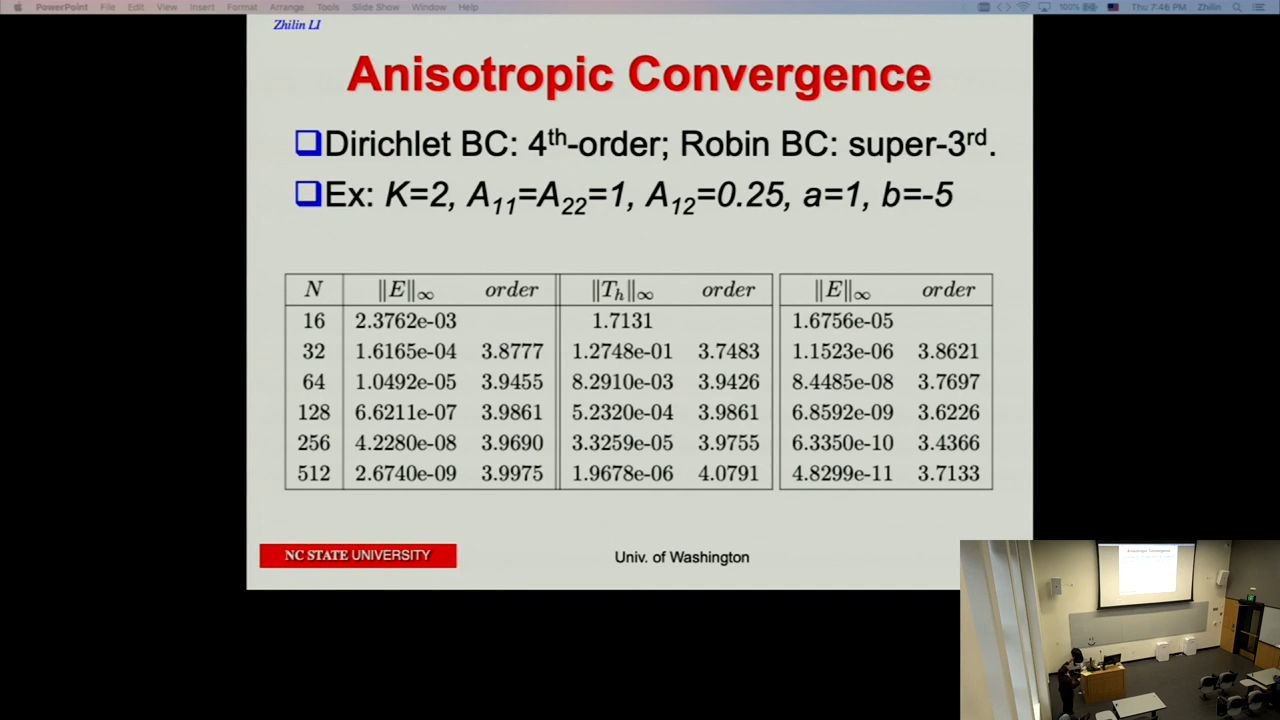 PowerPoint File Edit View Insert Format Arrange Tools Slide Show Window Help 100% Thu 7:46 PM Zhilin
Zhilin LI
Anisotropic Convergence
Dirichlet BC: 4th-order; Robin BC: super-3rd.
Ex: K=2, A11=A22=1, A12=0.25, a=1, b=-5
N ‖E‖∞ order ‖Th‖∞ order ‖E‖∞ order
16 2.3762e-03 1.7131 1.6756e-05
32 1.6165e-04 3.8777 1.2748e-01 3.7483 1.1523e-06 3.8621
64 1.0492e-05 3.9455 8.2910e-03 3.9426 8.4485e-08 3.7697
128 6.6211e-07 3.9861 5.2320e-04 3.9861 6.8592e-09 3.6226
256 4.2280e-08 3.9690 3.3259e-05 3.9755 6.3350e-10 3.4366
512 2.6740e-09 3.9975 1.9678e-06 4.0791 4.8299e-11 3.7133
NC STATE UNIVERSITY
Univ. of Washington
Anisotropic Convergence